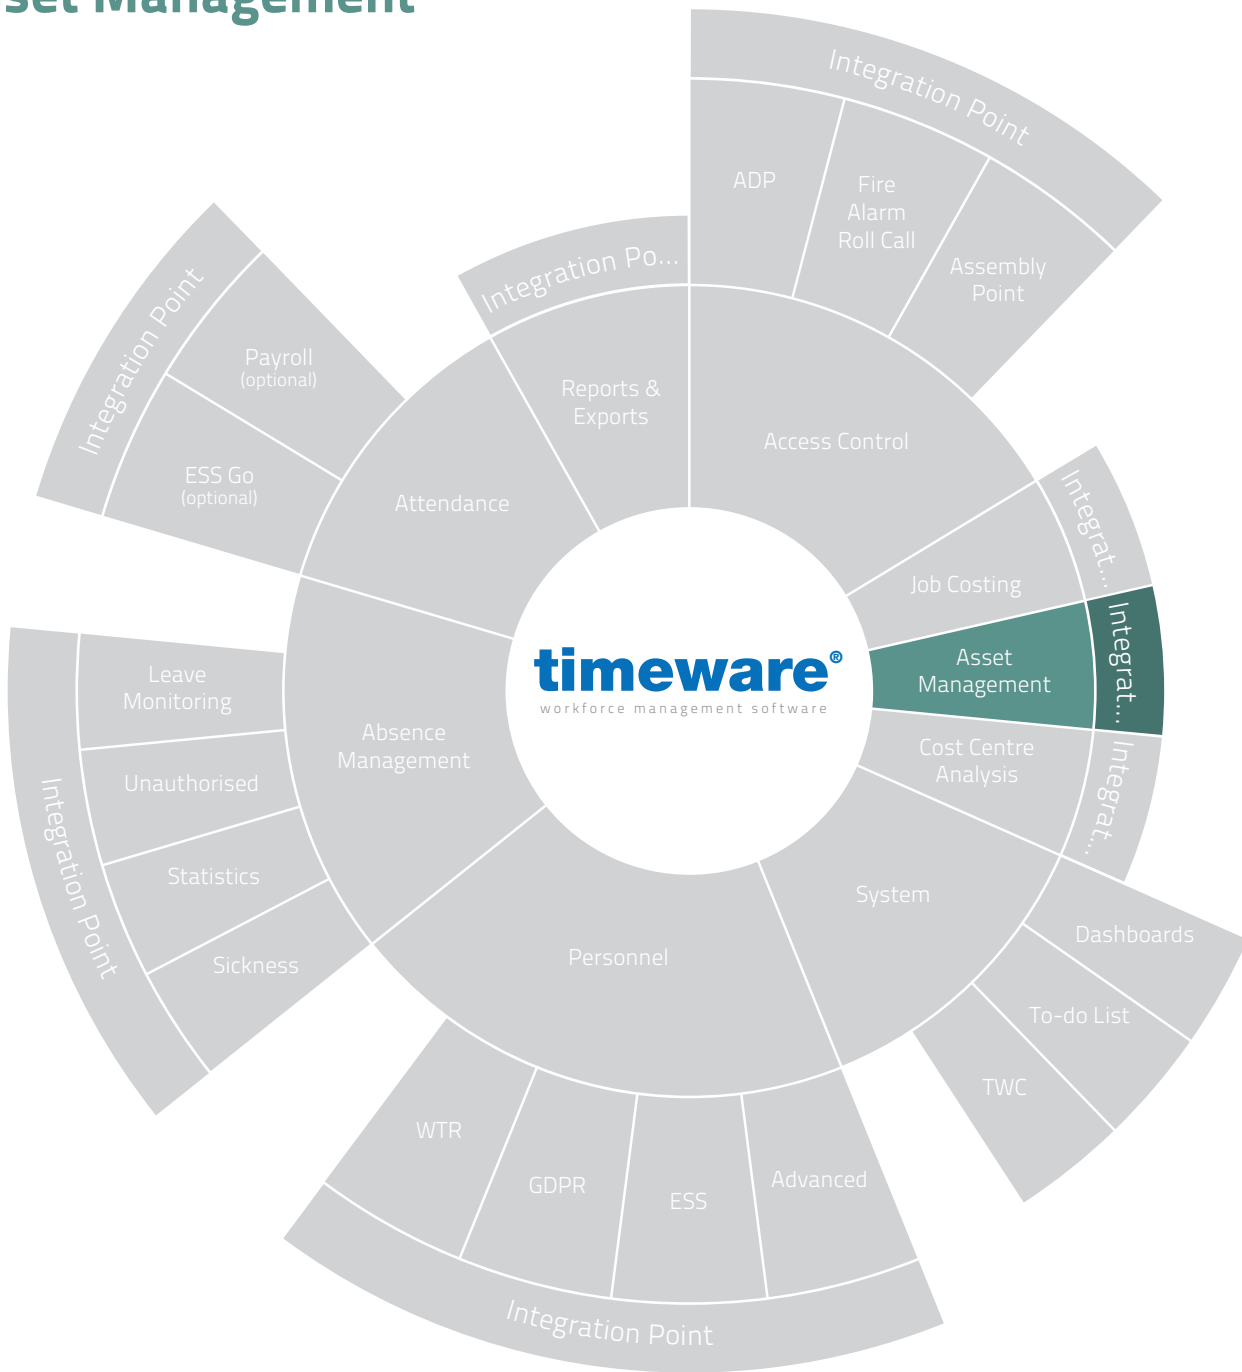 set Management
Integration Point
ADP
Fire
Alarm
Roll Call
Assembly
Point
Integration Po...
Reports &
Exports
Access Control
Integration Point
Payroll
(optional)
ESS Go
(optional)
Attendance
Integrat...
Job Costing
Integrat...
Asset
Management
timeware®
workforce management software
Cost Centre
Analysis
Integrat...
Leave
Monitoring
Unauthorised
Statistics
Sickness
Integration Point
Absence
Management
System
Dashboards
To-do List
TWC
Personnel
WTR
GDPR
ESS
Advanced
Integration Point